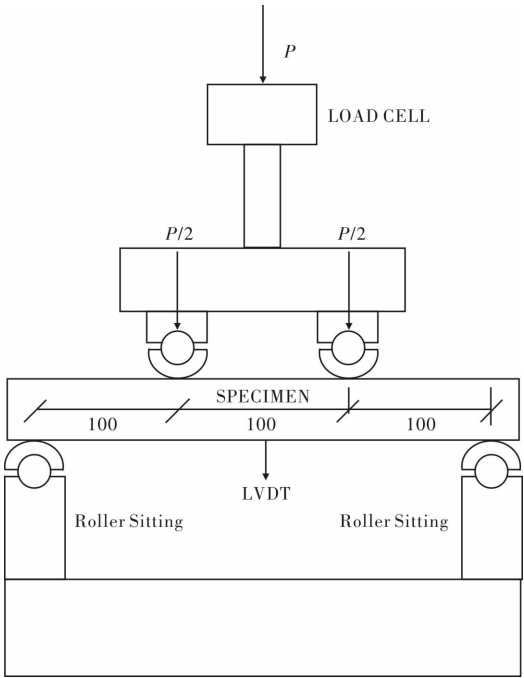 P
LOAD CELL
P/2 P/2
SPECIMEN
100 100 100
LVDT
Roller Sitting Roller Sitting